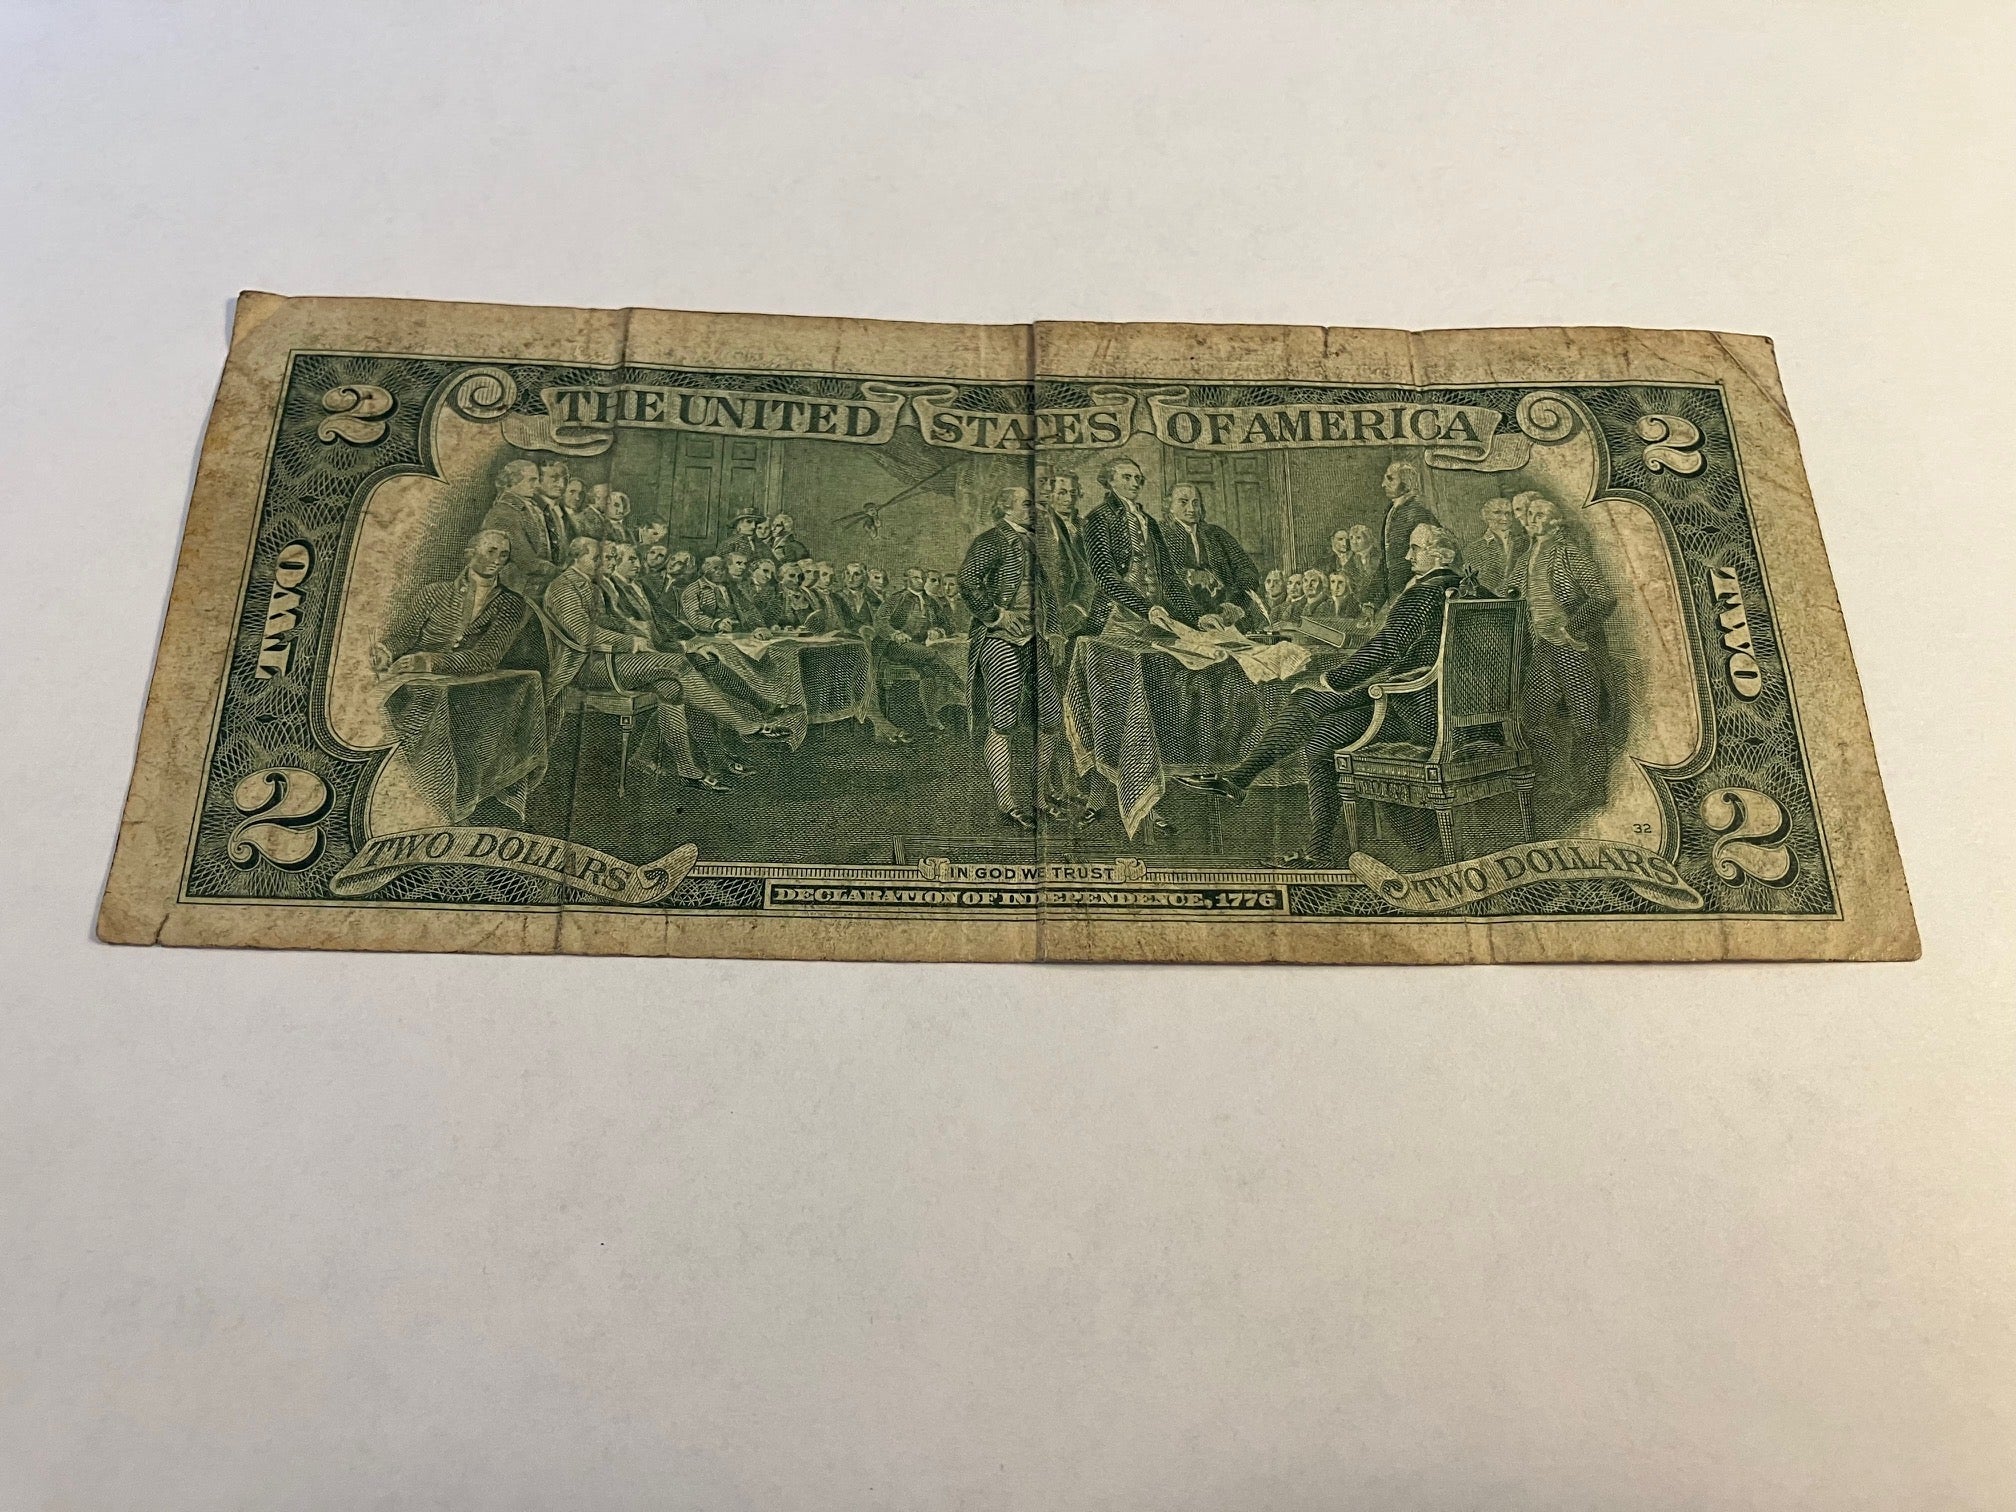 2 THE UNITED STATES OF AMERICA 2
TWO TWO
2 2
32
TWO DOLLARS TWO DOLLARS
IN GOD WE TRUST
DECLARATION OF INDEPENDENCE, 1776